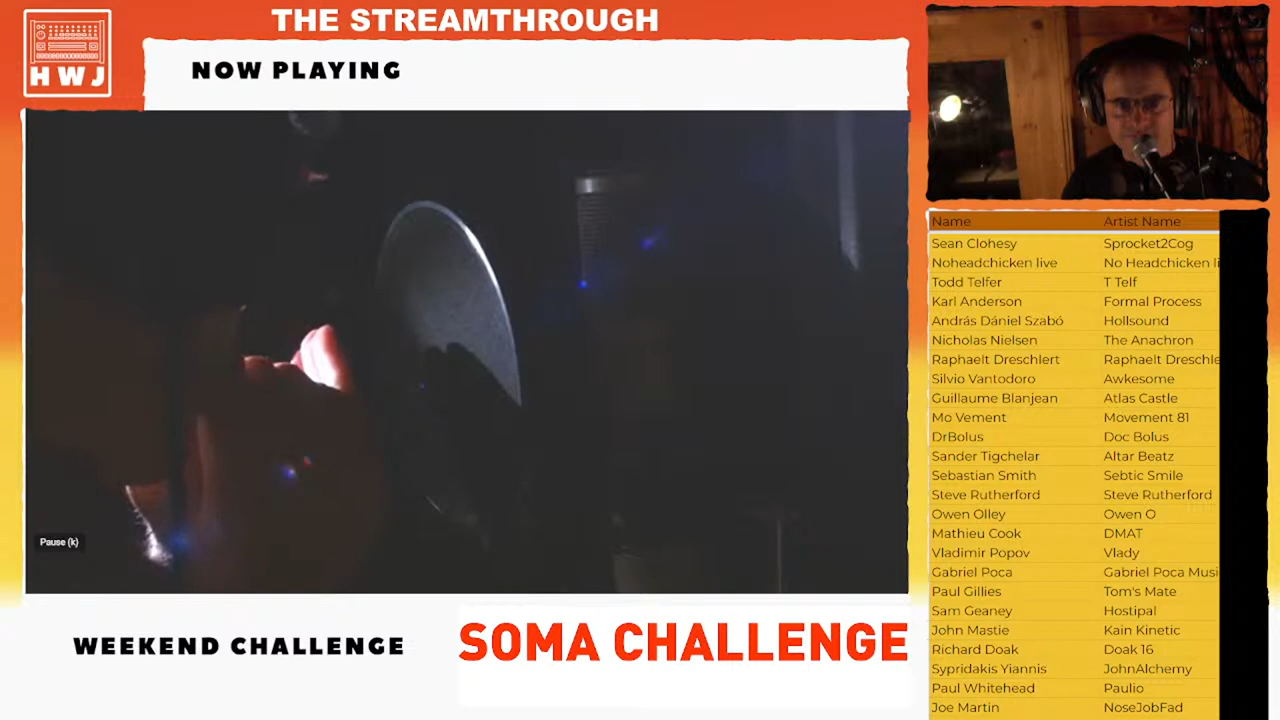 THE STREAMTHROUGH
HWJ
NOW PLAYING
Pause (k)
WEEKEND CHALLENGE
SOMA CHALLENGE
Name Artist Name
Sean Clohesy Sprocket2Cog
Noheadchicken live No Headchicken li
Todd Telfer T Telf
Karl Anderson Formal Process
András Dániel Szabó Hollsound
Nicholas Nielsen The Anachron
Raphaelt Dreschlert Raphaelt Dreschle
Silvio Vantodoro Awkesome
Guillaume Blanjean Atlas Castle
Mo Vement Movement 81
DrBolus Doc Bolus
Sander Tigchelar Altar Beatz
Sebastian Smith Sebtic Smile
Steve Rutherford Steve Rutherford
Owen Olley Owen O
Mathieu Cook DMAT
Vladimir Popov Vlady
Gabriel Poca Gabriel Poca Musi
Paul Gillies Tom's Mate
Sam Geaney Hostipal
John Mastie Kain Kinetic
Richard Doak Doak 16
Sypridakis Yiannis JohnAlchemy
Paul Whitehead Paulio
Joe Martin NoseJobFad